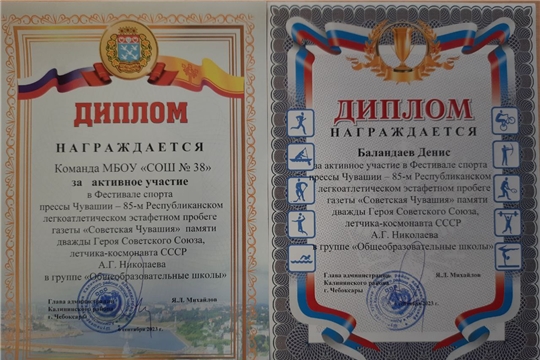 ДИПЛОМ
НАГРАЖДАЕТСЯ
Команда МБОУ «СОШ № 38»
за активное участие
в Фестивале спорта
прессы Чувашии – 85-м Республиканском
легкоатлетическом эстафетном пробеге
газеты «Советская Чувашия» памяти
дважды Героя Советского Союза,
летчика-космонавта СССР
А.Г. Николаева
в группе «Общеобразовательные школы»
Глава администрации
Калининского района
г. Чебоксары
Я.Л. Михайлов
2023 г.
ДИПЛОМ
НАГРАЖДАЕТСЯ
Баландаев Денис
за активное участие в Фестивале спорта
прессы Чувашии – 85-м Республиканском
легкоатлетическом эстафетном пробеге
газеты «Советская Чувашия» памяти
дважды Героя Советского Союза,
летчика-космонавта СССР
А.Г. Николаева
в группе «Общеобразовательные школы»
Глава администрации
Калининского района
г. Чебоксары
Я.Л. Михайлов
2023 г.